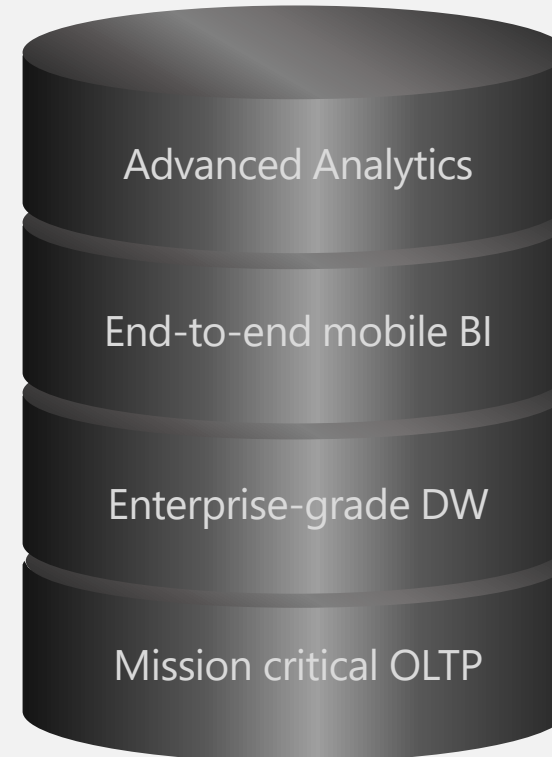 Advanced Analytics
End-to-end mobile BI
Enterprise-grade DW
Mission critical OLTP